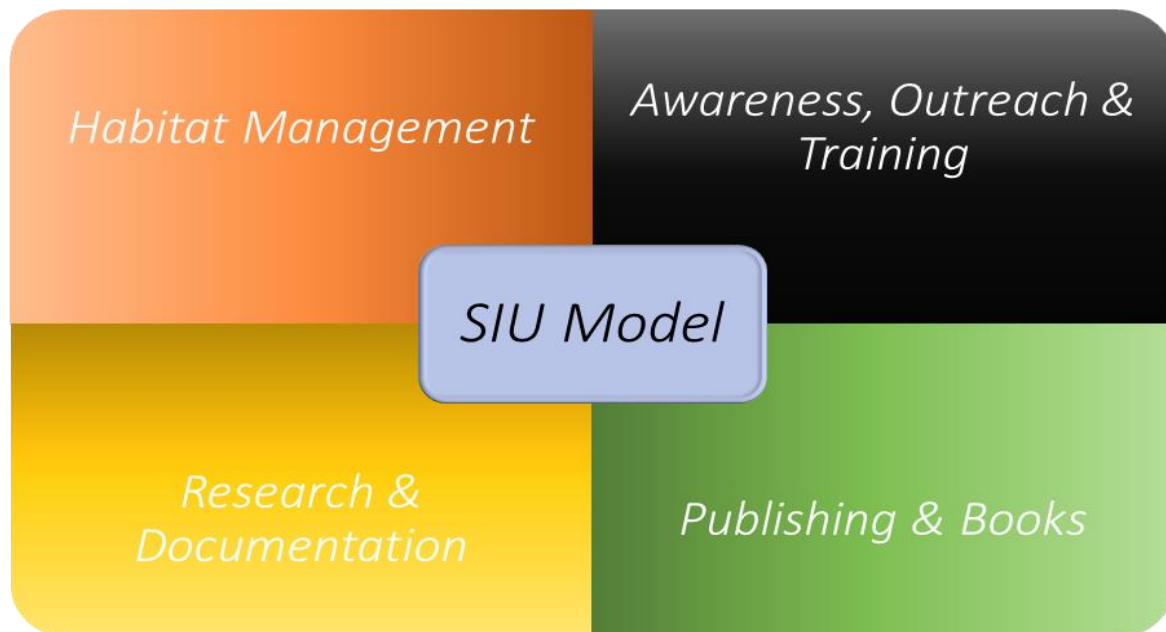 Habitat Management
Awareness, Outreach &
Training
SIU Model
Research &
Documentation
Publishing & Books